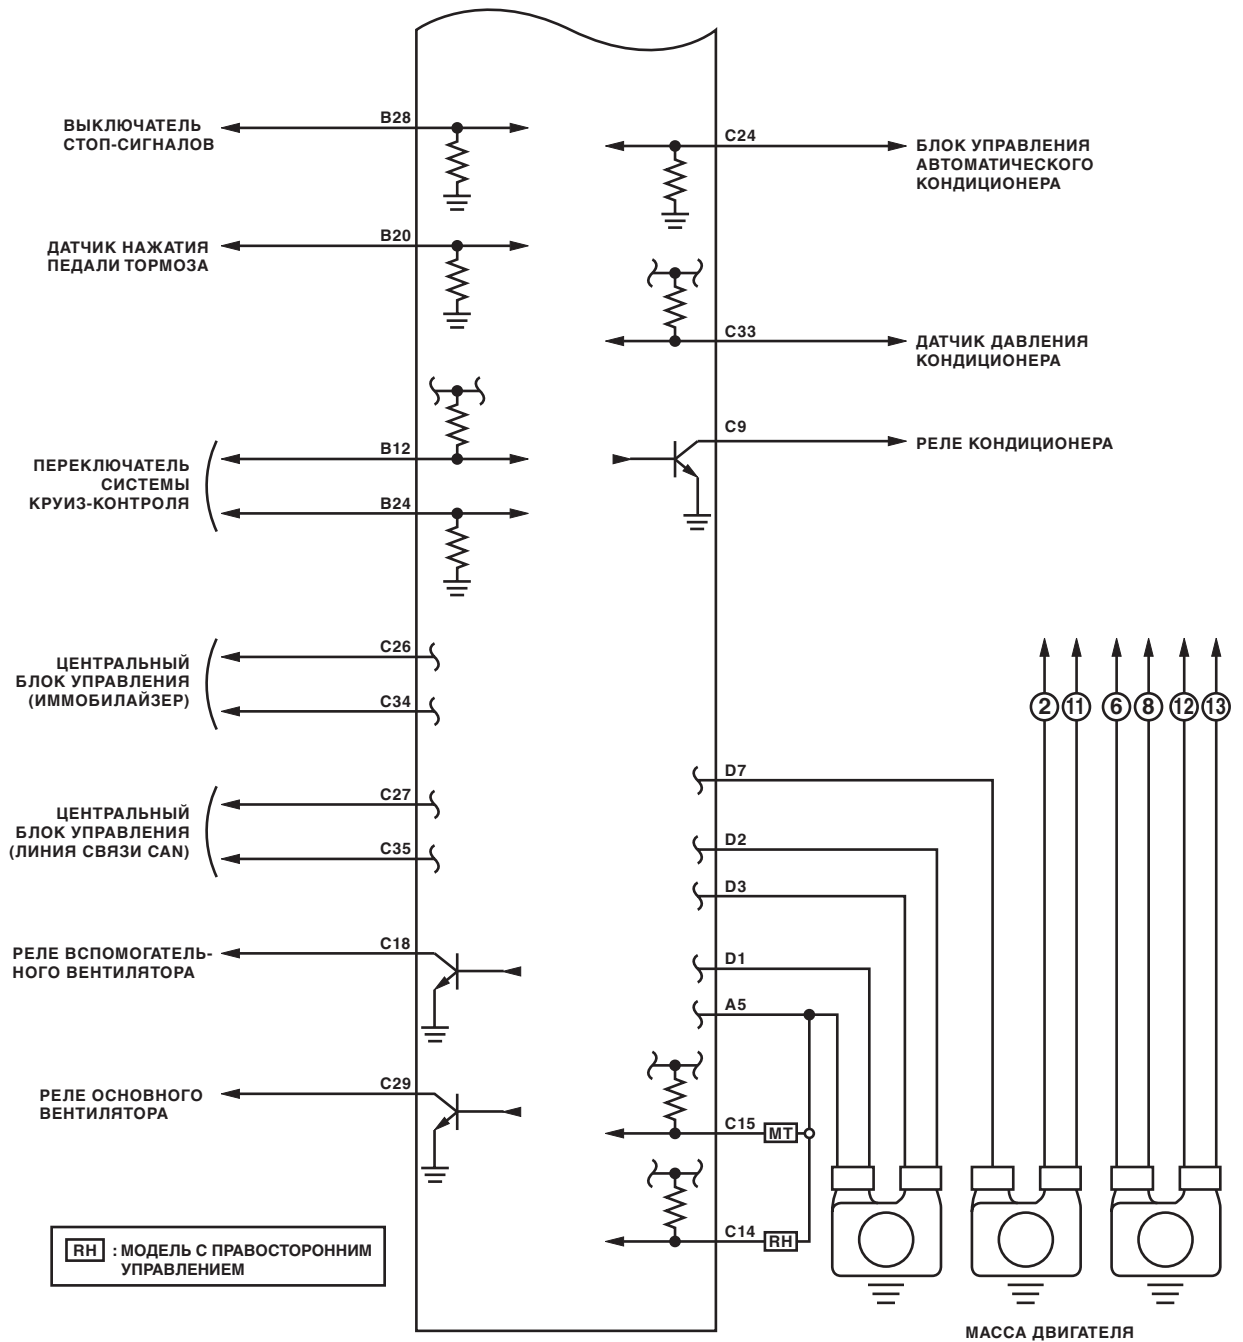 B28
ВЫКЛЮЧАТЕЛЬ
СТОП-СИГНАЛОВ
B20
ДАТЧИК НАЖАТИЯ
ПЕДАЛИ ТОРМОЗА
B12
ПЕРЕКЛЮЧАТЕЛЬ
СИСТЕМЫ
КРУИЗ-КОНТРОЛЯ
B24
C26
ЦЕНТРАЛЬНЫЙ
БЛОК УПРАВЛЕНИЯ
(ИММОБИЛАЙЗЕР)
C34
C27
ЦЕНТРАЛЬНЫЙ
БЛОК УПРАВЛЕНИЯ
(ЛИНИЯ СВЯЗИ CAN)
C35
C18
РЕЛЕ ВСПОМОГАТЕЛЬ-
НОГО ВЕНТИЛЯТОРА
C29
РЕЛЕ ОСНОВНОГО
ВЕНТИЛЯТОРА
C24
БЛОК УПРАВЛЕНИЯ
АВТОМАТИЧЕСКОГО
КОНДИЦИОНЕРА
C33
ДАТЧИК ДАВЛЕНИЯ
КОНДИЦИОНЕРА
C9
РЕЛЕ КОНДИЦИОНЕРА
2 11 6 8 12 13
D7
D2
D3
D1
A5
C15 MT
C14 RH
RH : МОДЕЛЬ С ПРАВОСТОРОННИМ
УПРАВЛЕНИЕМ
МАССА ДВИГАТЕЛЯ